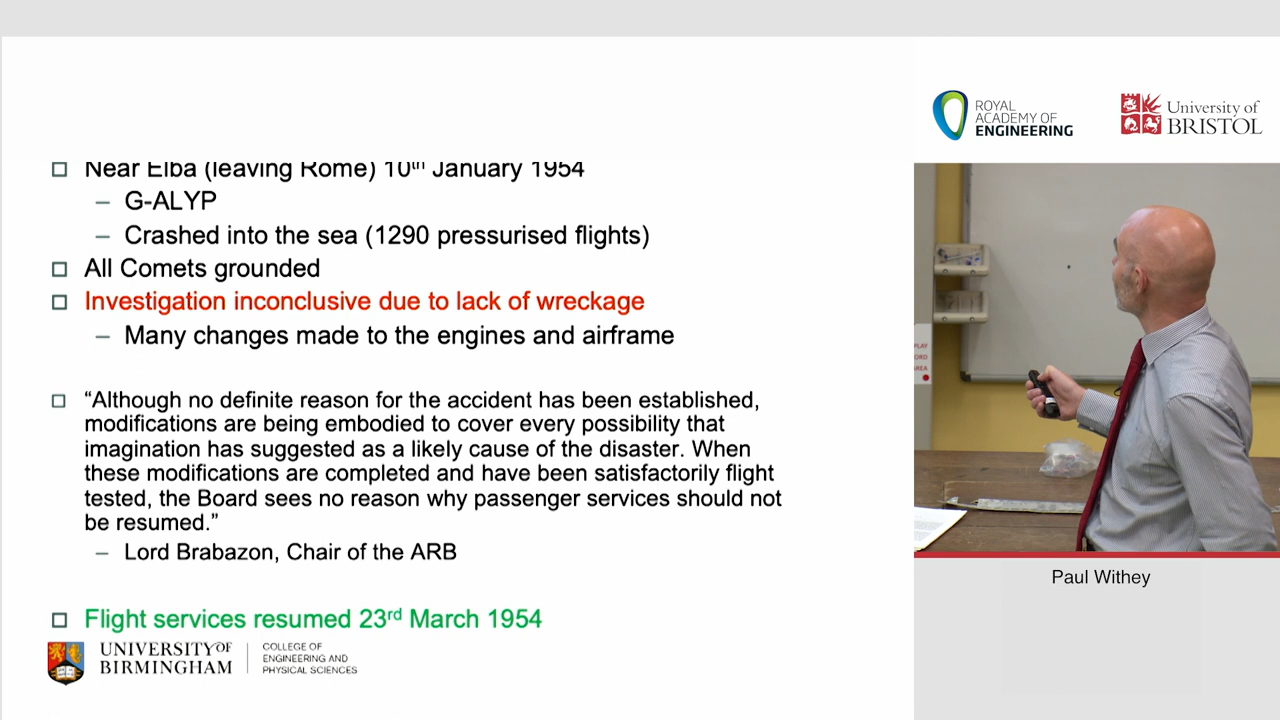 Near Elba (leaving Rome) 10th January 1954
– G-ALYP
– Crashed into the sea (1290 pressurised flights)
All Comets grounded
Investigation inconclusive due to lack of wreckage
– Many changes made to the engines and airframe
“Although no definite reason for the accident has been established,
modifications are being embodied to cover every possibility that
imagination has suggested as a likely cause of the disaster. When
these modifications are completed and have been satisfactorily flight
tested, the Board sees no reason why passenger services should not
be resumed.”
– Lord Brabazon, Chair of the ARB
Flight services resumed 23rd March 1954
UNIVERSITY OF
BIRMINGHAM
COLLEGE OF
ENGINEERING AND
PHYSICAL SCIENCES
ROYAL
ACADEMY OF
ENGINEERING
University of
BRISTOL
Paul Withey